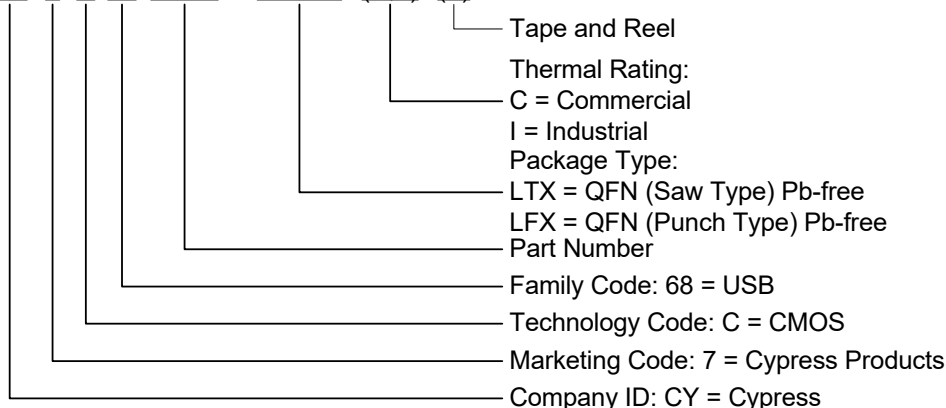 Tape and Reel
Thermal Rating:
C = Commercial
I = Industrial
Package Type:
LTX = QFN (Saw Type) Pb-free
LFX = QFN (Punch Type) Pb-free
Part Number
Family Code: 68 = USB
Technology Code: C = CMOS
Marketing Code: 7 = Cypress Products
Company ID: CY = Cypress